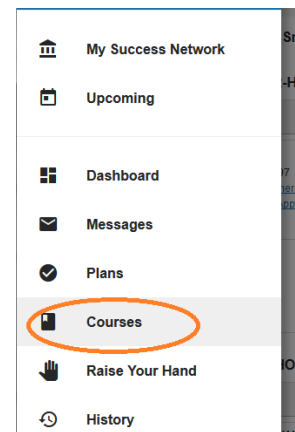 My Success Network
Upcoming
Dashboard
Messages
Plans
Courses
Raise Your Hand
History